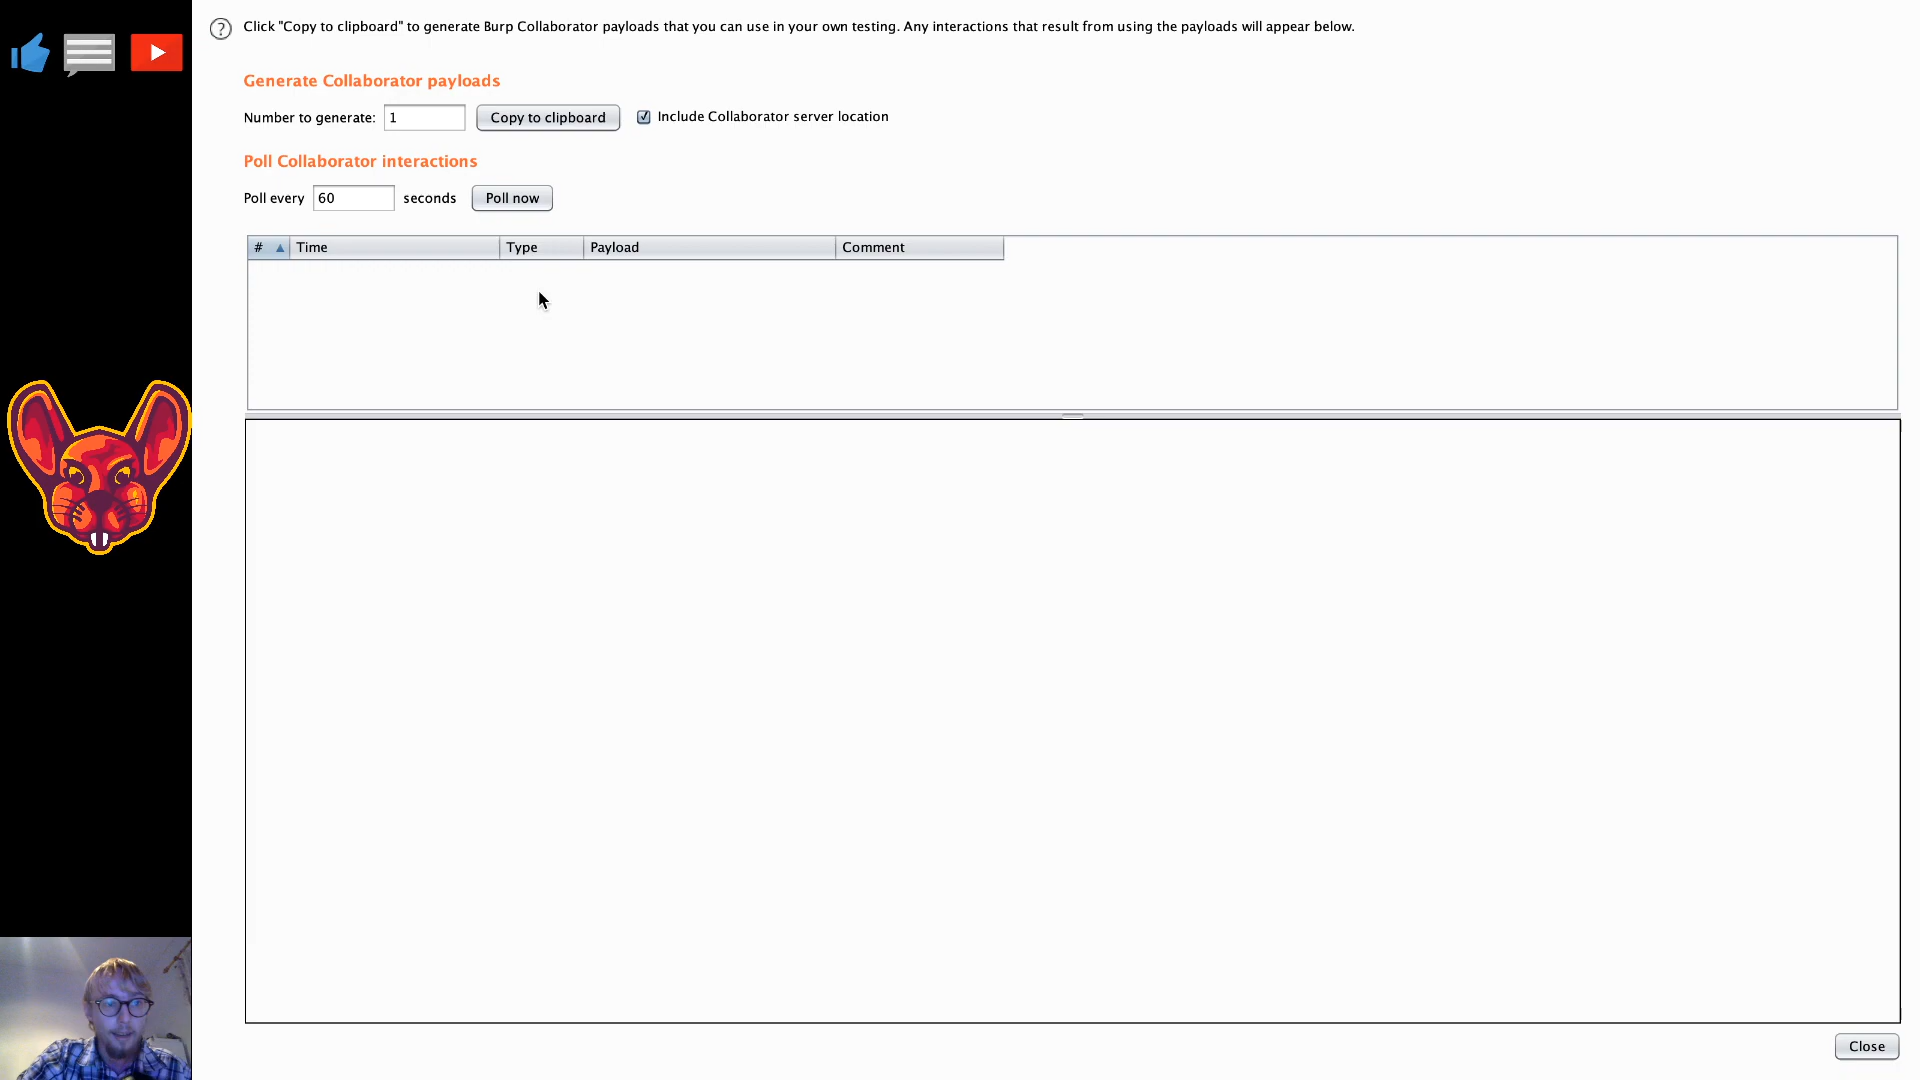 Click "Copy to clipboard" to generate Burp Collaborator payloads that you can use in your own testing. Any interactions that result from using the payloads will appear below.
Generate Collaborator payloads
Number to generate: 1 Copy to clipboard Include Collaborator server location
Poll Collaborator interactions
Poll every 60 seconds Poll now
# Time Type Payload Comment
Close